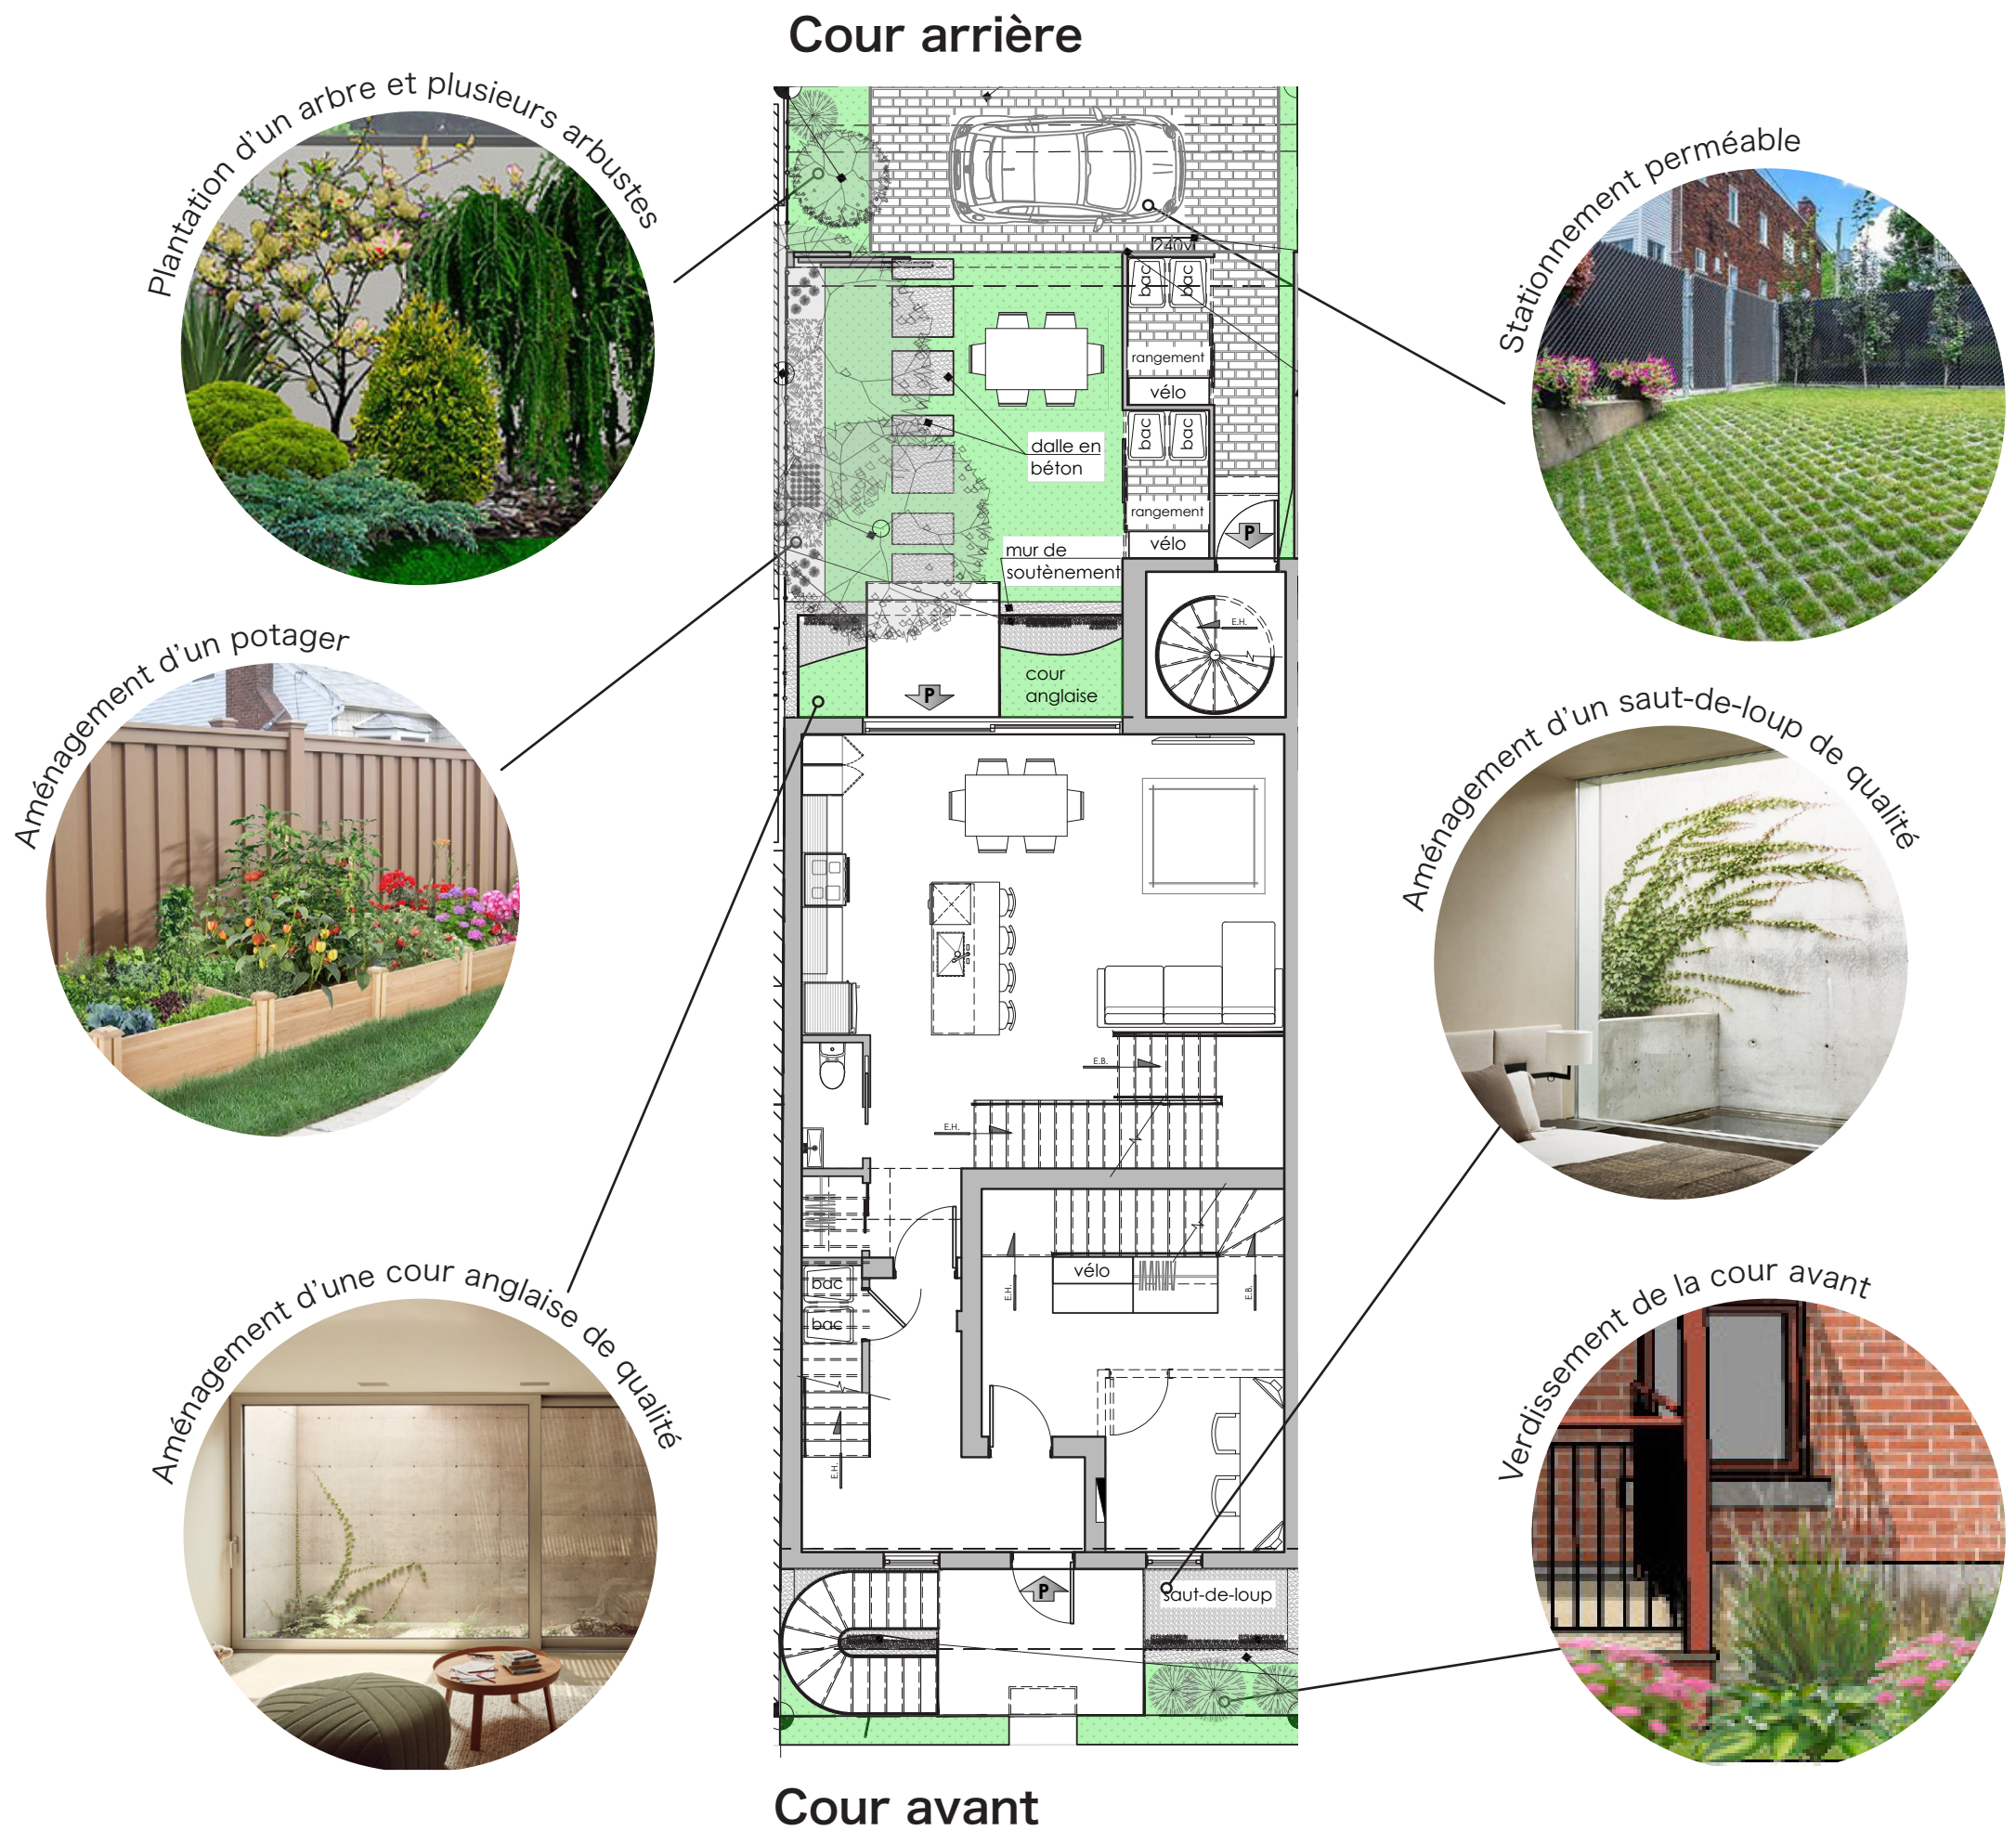 Cour arrière
Plantation d'un arbre et plusieurs arbustes
Stationnement perméable
240v
bac
bac
rangement
vélo
bac
bac
dalle en
béton
rangement
vélo
P
mur de
soutènement
E.H.
Aménagement d'un potager
cour
anglaise
P
Aménagement d'un saut-de-loup de qualité
E.B.
E.H.
vélo
E.H.
E.B.
bac
bac
Aménagement d'une cour anglaise de qualité
Verdissement de la cour avant
E.H.
P
saut-de-loup
Cour avant